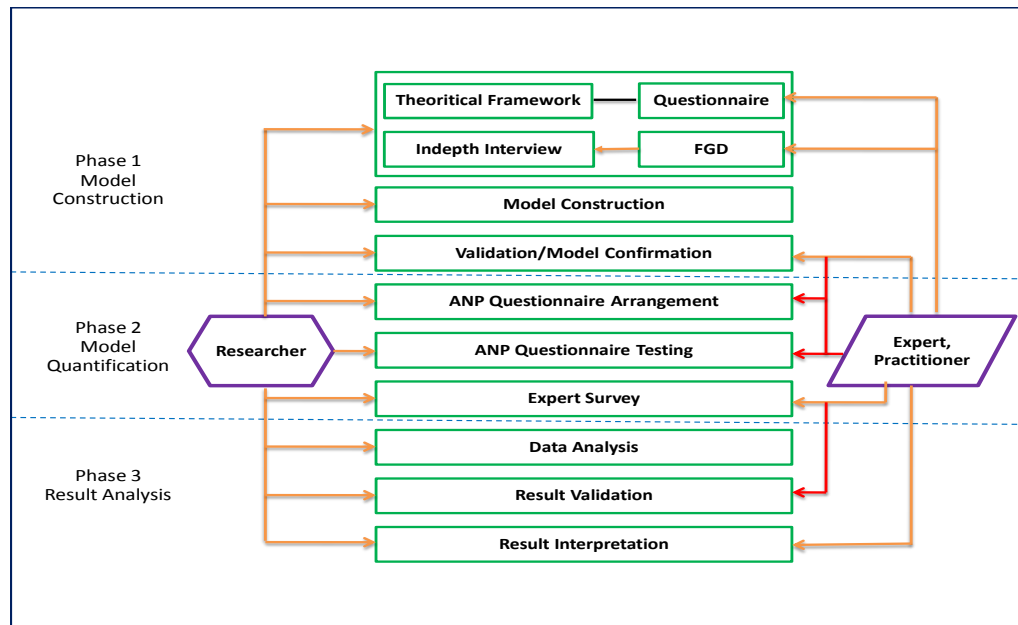 Theoritical Framework
Questionnaire
Indepth Interview
FGD
Phase 1
Model
Construction
Model Construction
Validation/Model Confirmation
ANP Questionnaire Arrangement
Phase 2
Model
Quantification
Researcher
ANP Questionnaire Testing
Expert,
Practitioner
Expert Survey
Data Analysis
Phase 3
Result Analysis
Result Validation
Result Interpretation